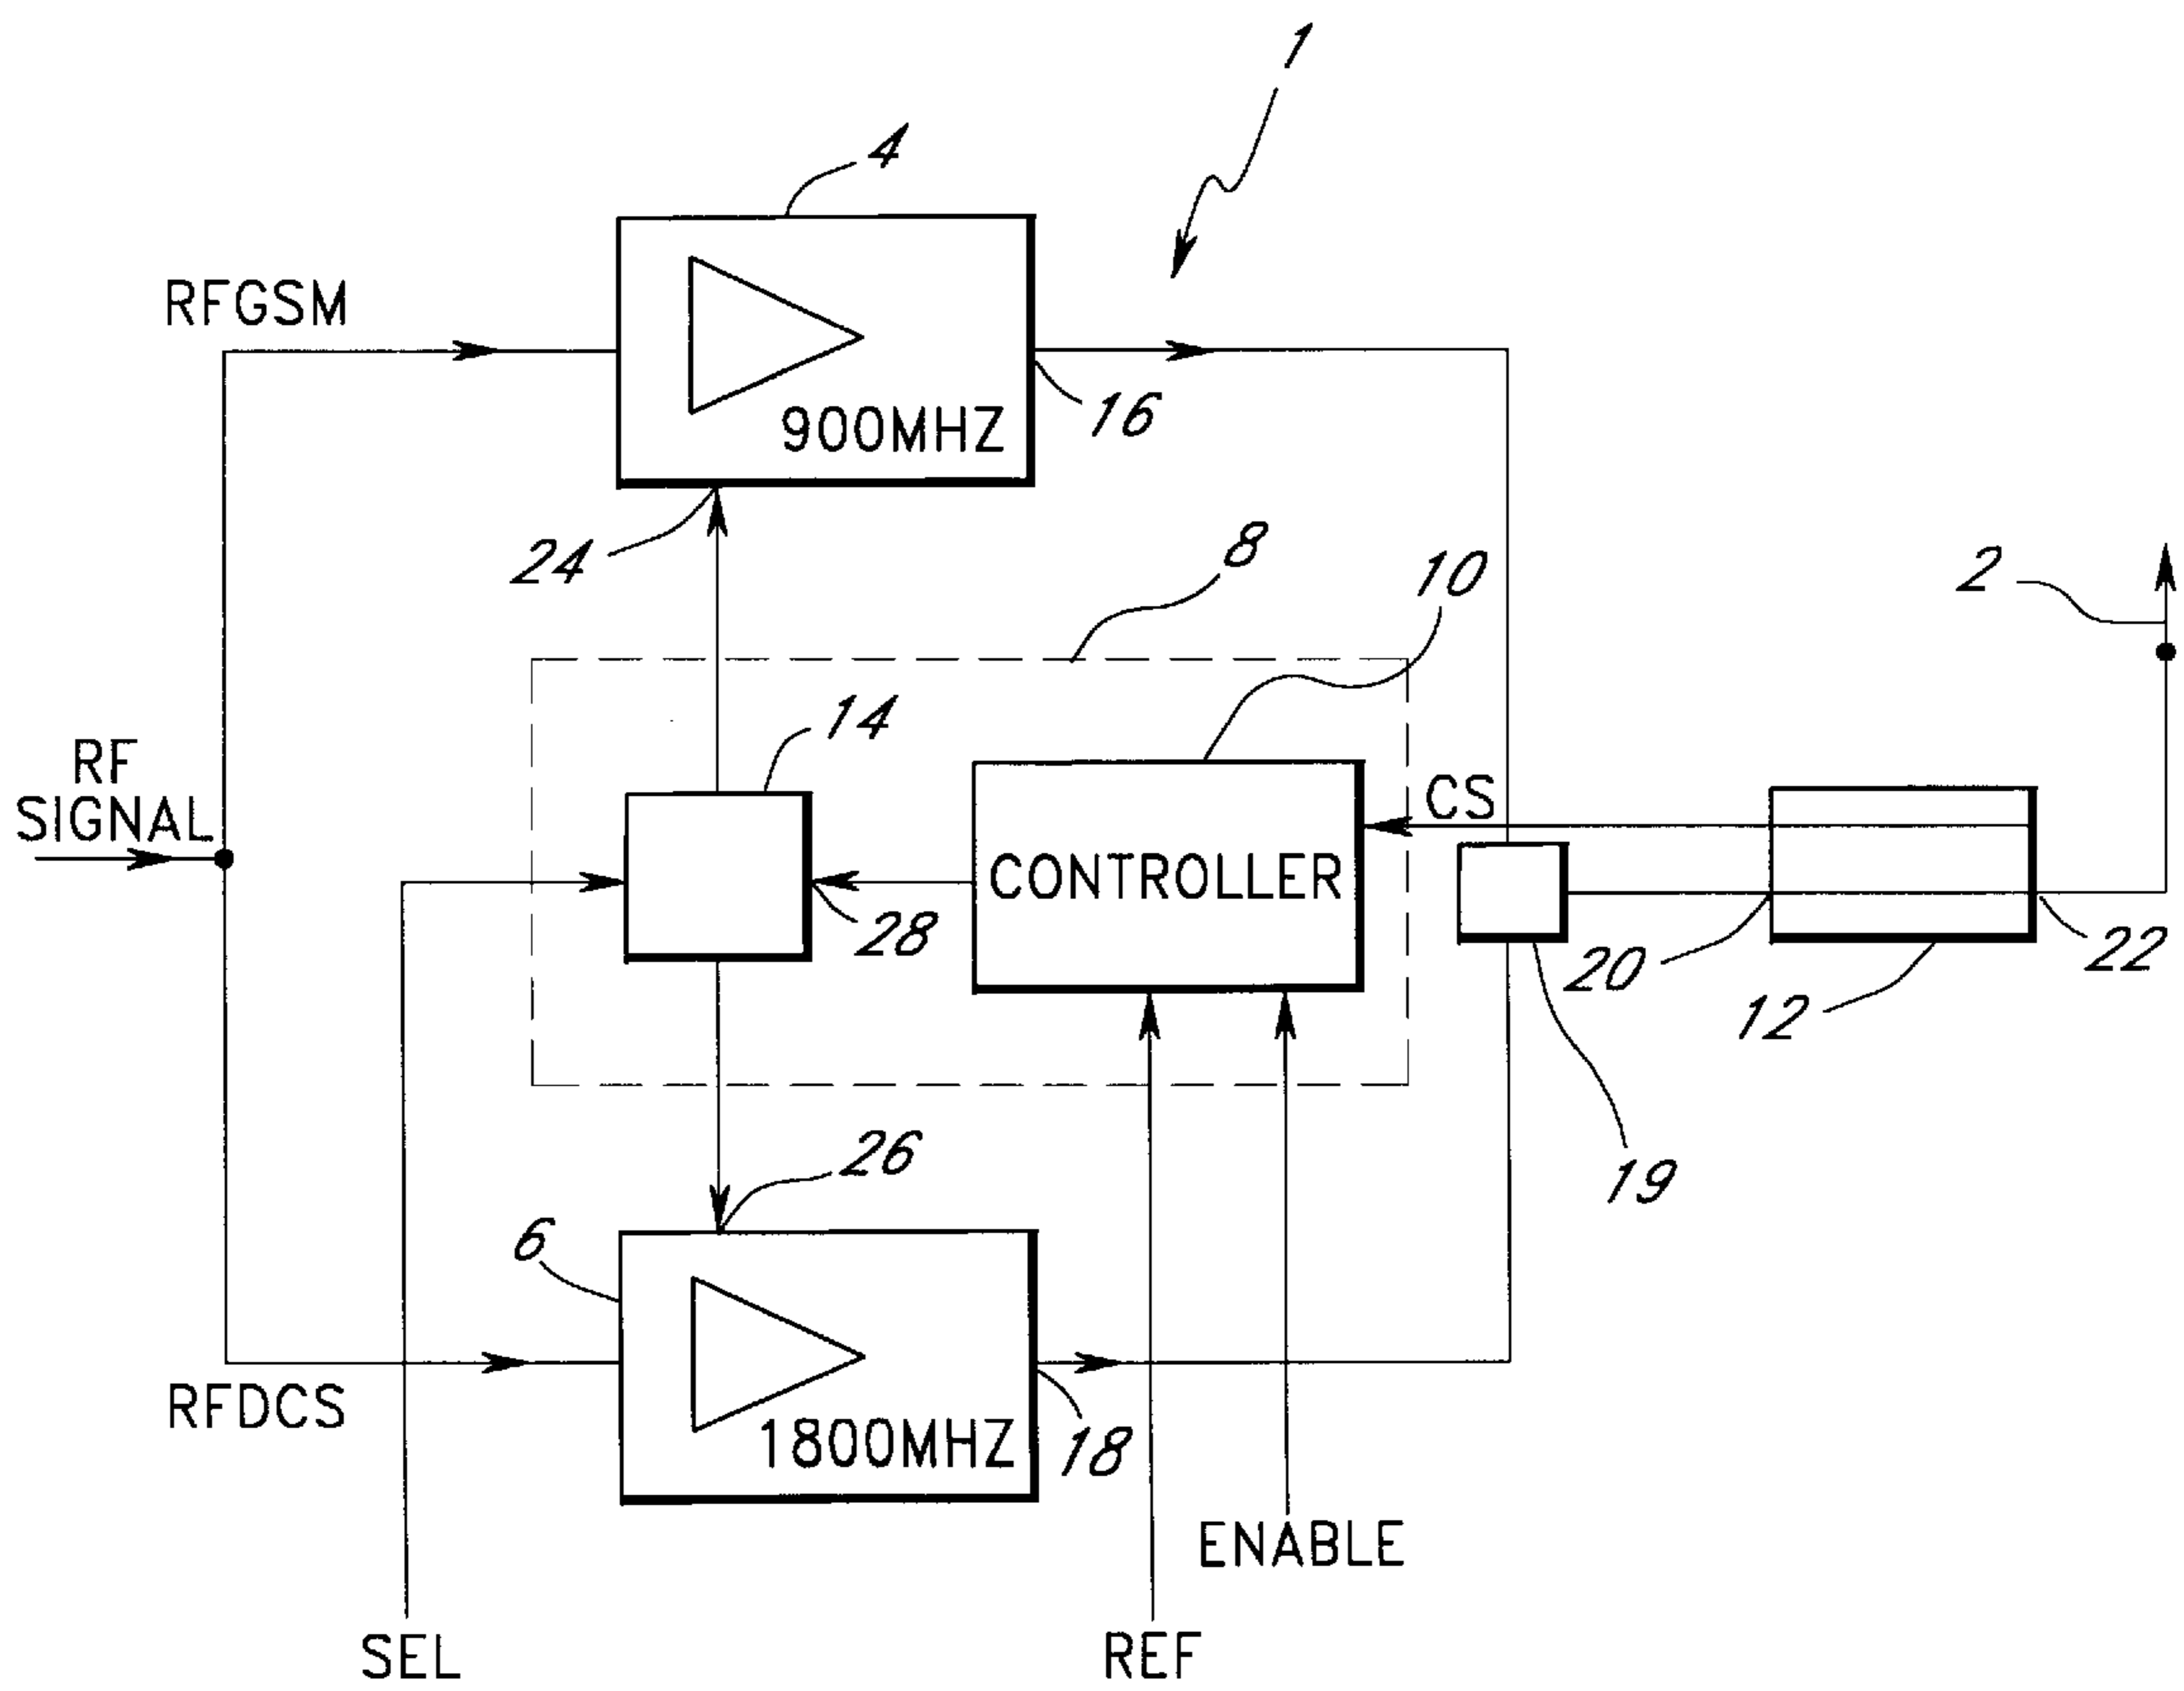 1
4
RFGSM
900MHZ
16
24
8
10
2
14
RF
SIGNAL
CS
CONTROLLER
28
20
22
12
19
26
6
RFDCS
1800MHZ
18
ENABLE
SEL
REF